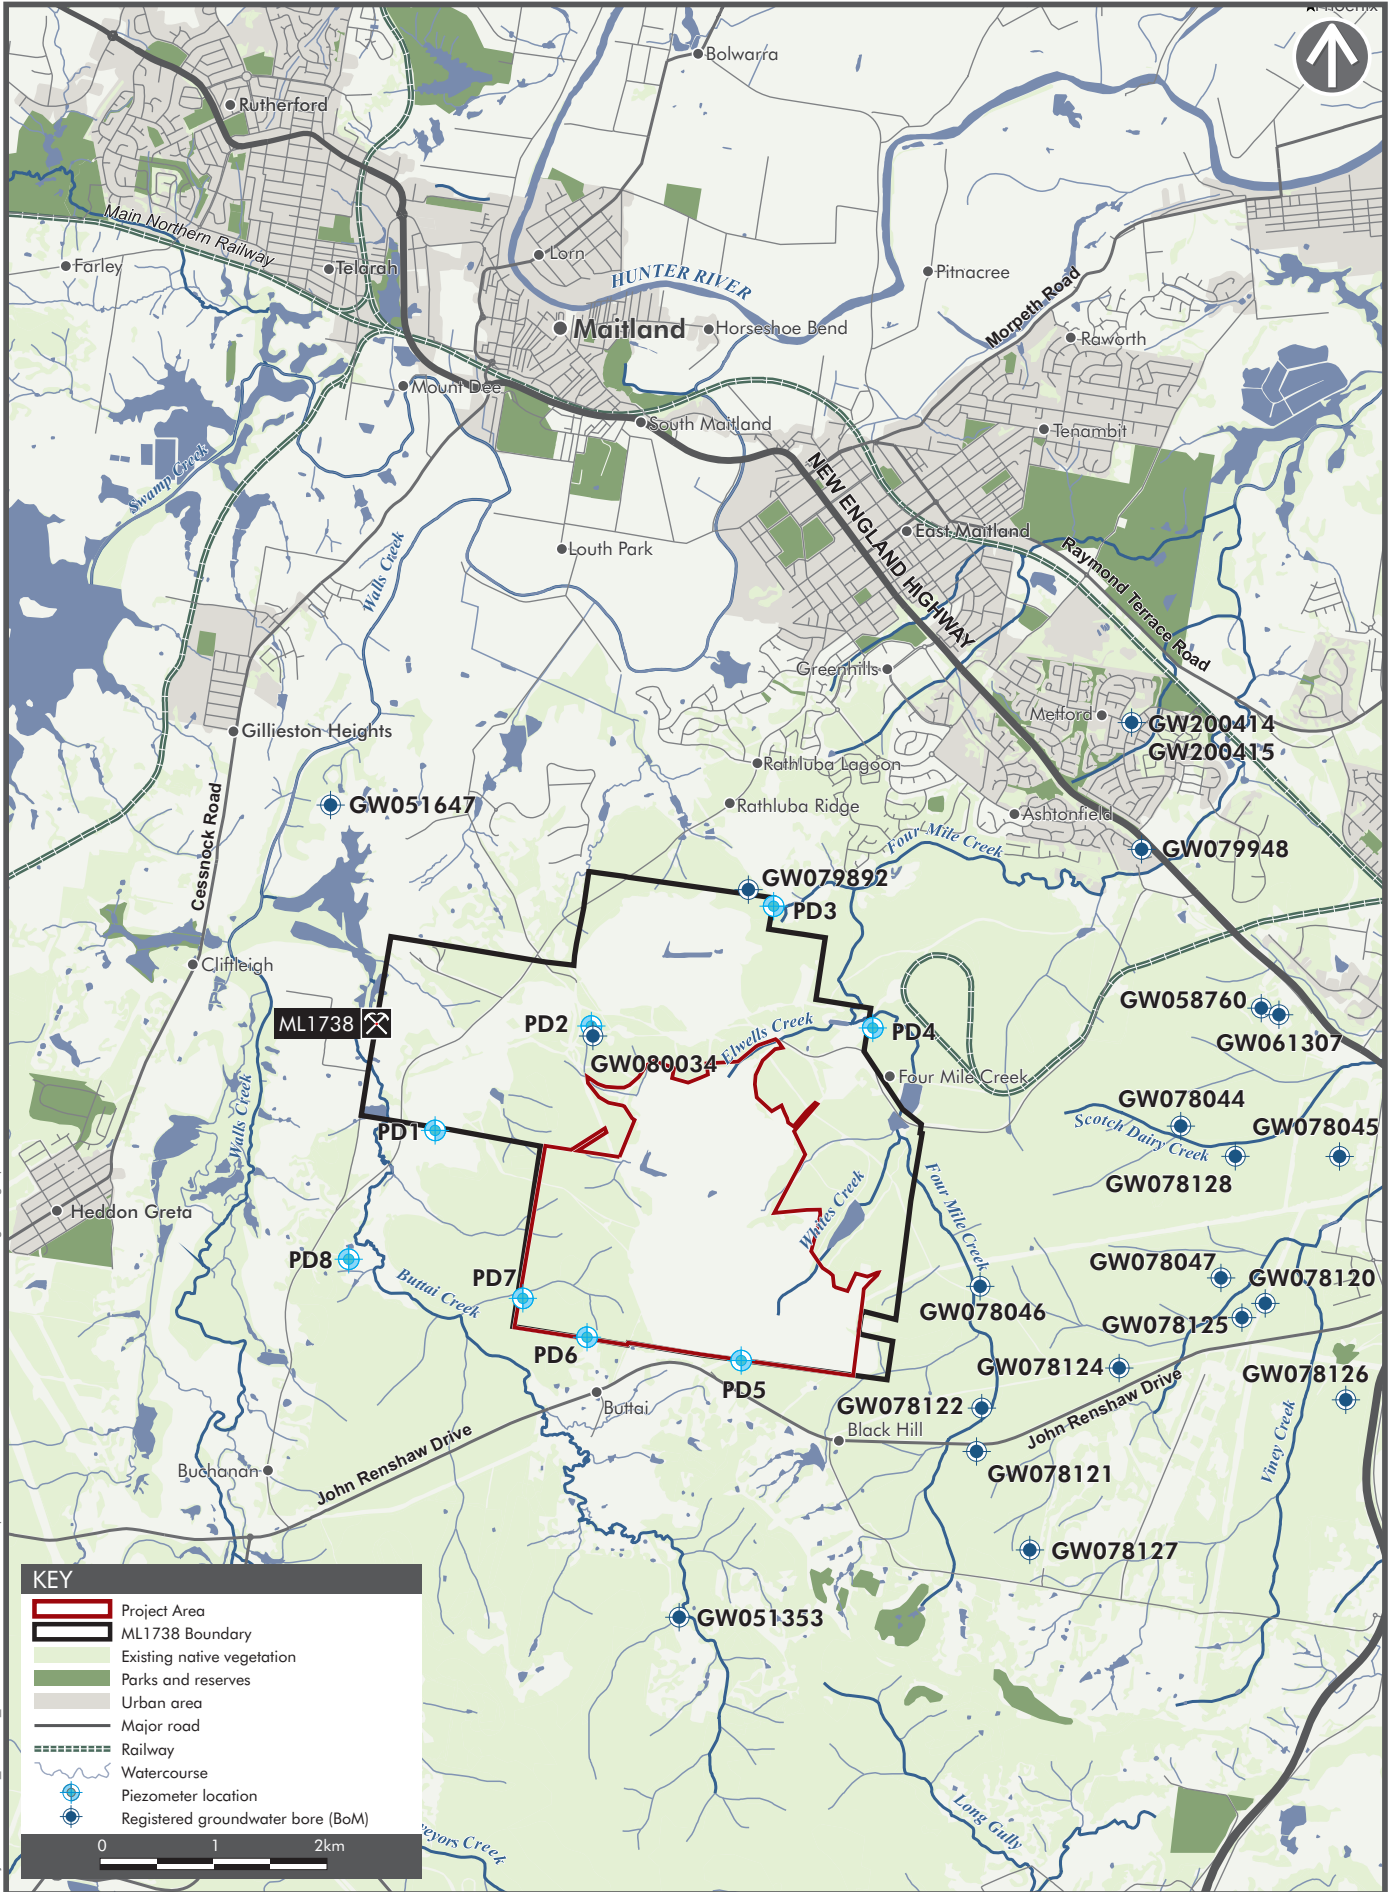 Bolwarra
Rutherford
Main Northern Railway
Farley
Telarah
Lorn
HUNTER RIVER
Pitnacree
Morpeth Road
Maitland
Horseshoe Bend
Raworth
Mount Dee
South Maitland
Tenambit
Swamp Creek
NEW ENGLAND HIGHWAY
East Maitland
Louth Park
Walls Creek
Raymond Terrace Road
Greenhills
Metford
GW200414
GW200415
Gillieston Heights
Rathluba Lagoon
GW051647
Rathluba Ridge
Ashtonfield
Cessnock Road
Four Mile Creek
GW079948
GW079892
PD3
Cliftleigh
ML1738
PD2
GW080034
Elwells Creek
PD4
GW058760
GW061307
Four Mile Creek
GW078044
Scotch Dairy Creek
GW078045
PD1
Walls Creek
GW078128
Heddon Greta
Whites Creek
Four Mile Creek
PD8
PD7
Buttai Creek
GW078047
GW078120
GW078046
GW078125
PD6
PD5
GW078124
GW078126
Buttai
GW078122
Black Hill
John Renshaw Drive
Viney Creek
Buchanan
John Renshaw Drive
GW078121
GW078127
GW051353
Long Gully
KEY
Project Area
ML1738 Boundary
Existing native vegetation
Parks and reserves
Urban area
Major road
Railway
Watercourse
Piezometer location
Registered groundwater bore (BoM)
0 1 2km
eyors Creek